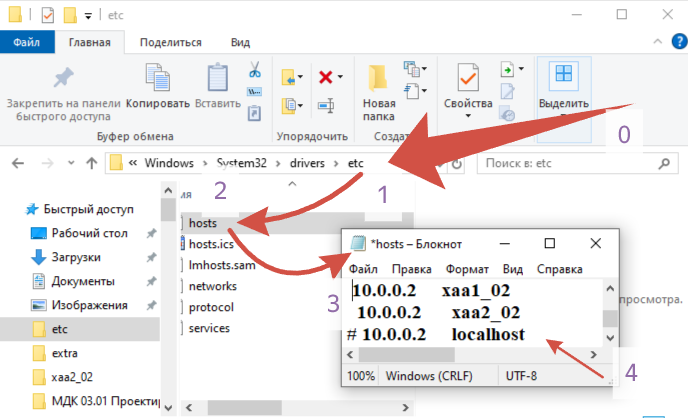 etc
Файл Главная Поделиться Вид
Закрепить на панели быстрого доступа
Копировать
Вставить
Новая папка
Свойства
Выделить
Буфер обмена Упорядочить Создат
0
« Windows > System32 > drivers > etc
Поиск в: etc
2 1
ия
Быстрый доступ
Рабочий стол
Загрузки
Документы
Изображения
etc
extra
xaa2_02
МДК 03.01 Проекти
hosts
hosts.ics
lmhosts.sam
networks
protocol
services
3
*hosts – Блокнот
Файл Правка Формат Вид Справка
10.0.0.2 xaa1_02
10.0.0.2 xaa2_02
# 10.0.0.2 localhost
100% Windows (CRLF) UTF-8
просмотра.
4